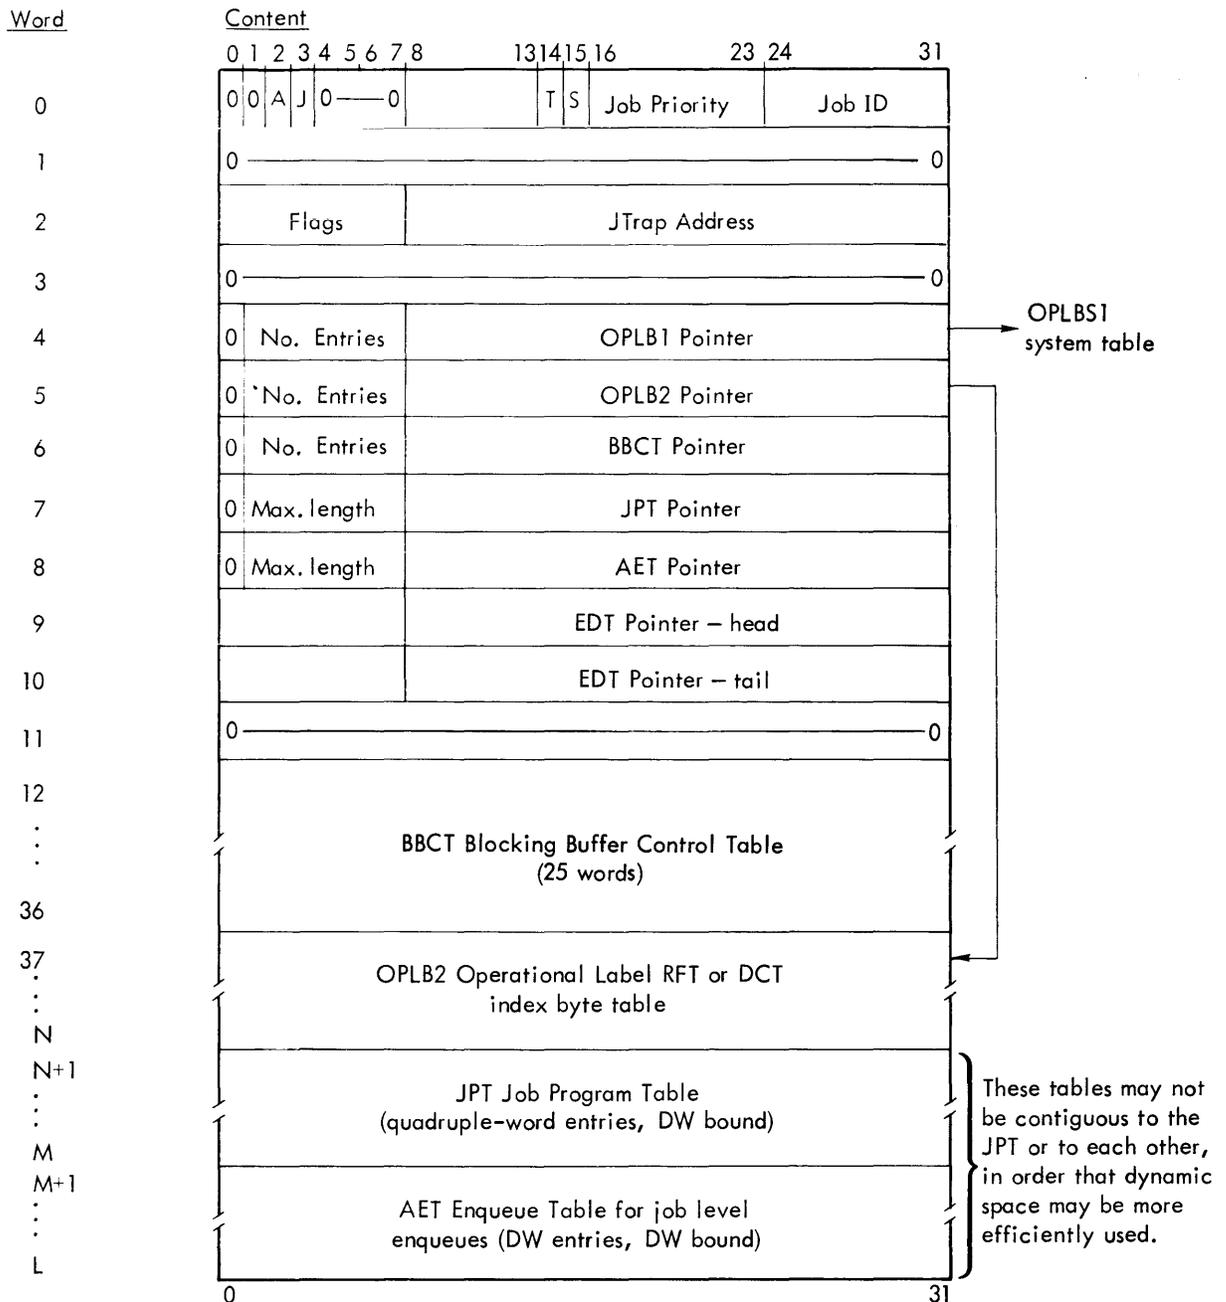 Word Content
0 1 2 3 4 5 6 7 8 13 14 15 16 23 24 31
0 0 0 A J 0 0 T S Job Priority Job ID
1 0 0
2 Flags JTrap Address
3 0 0
4 0 No. Entries OPLB1 Pointer
OPLBS1
system table
5 0 No. Entries OPLB2 Pointer
6 0 No. Entries BBCT Pointer
7 0 Max. length JPT Pointer
8 0 Max. length AET Pointer
9 EDT Pointer – head
10 EDT Pointer – tail
11 0 0
12
BBCT Blocking Buffer Control Table
(25 words)
36
37
OPLB2 Operational Label RFT or DCT
index byte table
N
N+1
JPT Job Program Table
(quadruple-word entries, DW bound)
M
M+1
AET Enqueue Table for job level
enqueues (DW entries, DW bound)
L
These tables may not
be contiguous to the
JPT or to each other,
in order that dynamic
space may be more
efficiently used.
0 31